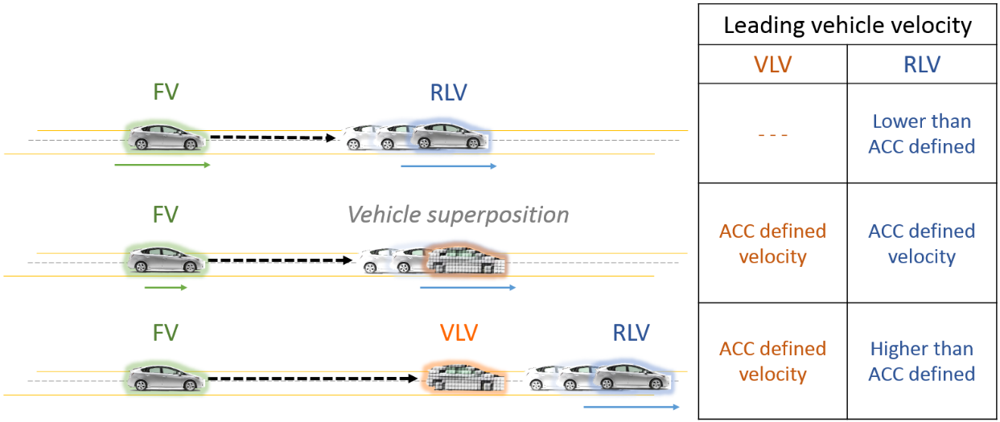 Leading vehicle velocity
VLV
RLV
FV
RLV
- - -
Lower than
ACC defined
FV
Vehicle superposition
ACC defined
velocity
ACC defined
velocity
FV
VLV
RLV
ACC defined
velocity
Higher than
ACC defined